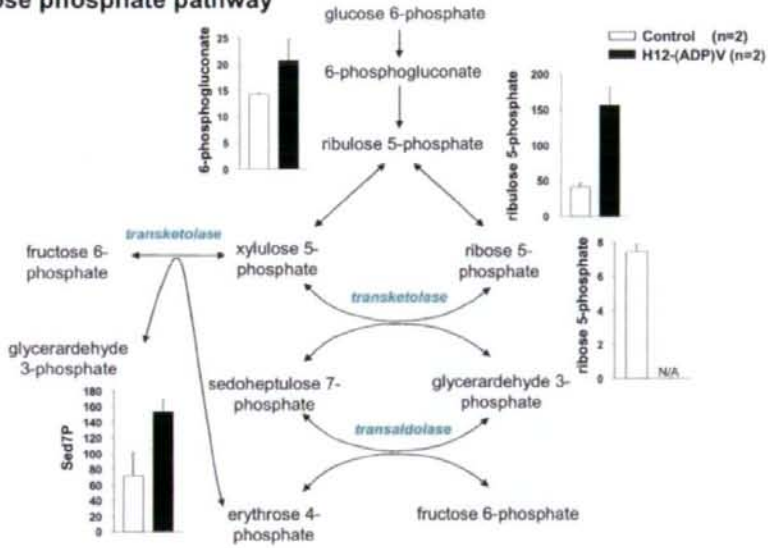 ose phosphate pathway
glucose 6-phosphate
6-phosphogluconate
ribulose 5-phosphate
Control (n=2)
H12-(ADP)V (n=2)
6-phosphogluconate
25
20
15
10
5
0
ribulose 5-phosphate
200
150
100
50
0
transketolase
fructose 6-
phosphate
xylulose 5-
phosphate
ribose 5-
phosphate
transketolase
ribose 5-phosphate
8
6
4
2
0
N/A
glycerardehyde
3-phosphate
sedoheptulose 7-
phosphate
glycerardehyde 3-
phosphate
transaldolase
Sed7P
180
160
140
120
100
80
60
40
20
0
erythrose 4-
phosphate
fructose 6-phosphate